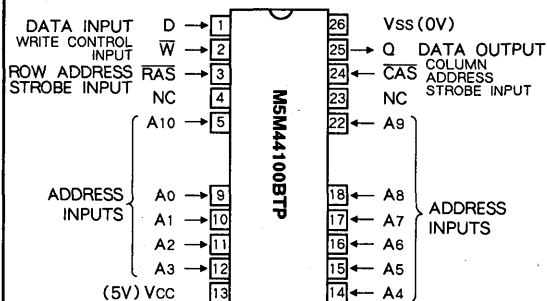 DATA INPUT D → 1
WRITE CONTROL INPUT W̅ → 2
ROW ADDRESS STROBE INPUT R̅A̅S̅ → 3
NC 4
A10 → 5
ADDRESS INPUTS
A0 → 9
A1 → 10
A2 → 11
A3 → 12
(5V) VCC 13
M5M44100BTP
26 VSS (0V)
25 → Q DATA OUTPUT
24 ← C̅A̅S̅ COLUMN ADDRESS STROBE INPUT
23 NC
22 ← A9
18 ← A8
17 ← A7
16 ← A6
15 ← A5
14 ← A4
ADDRESS INPUTS